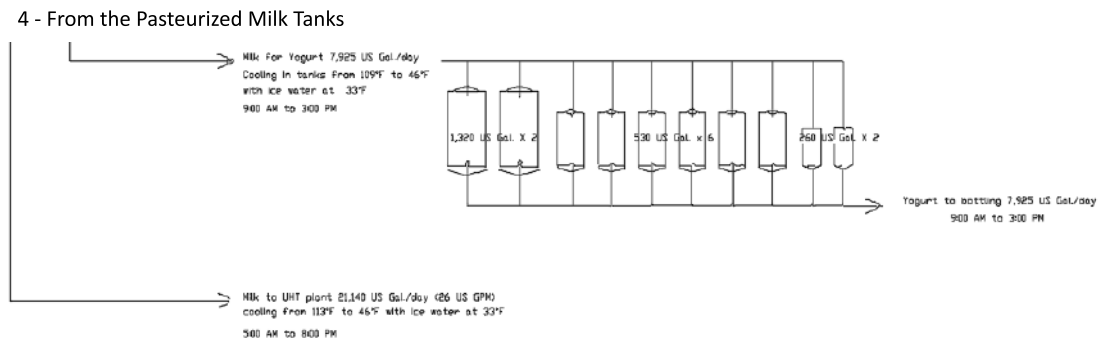 4 - From the Pasteurized Milk Tanks
Milk For Yogurt 7,925 US Gal./day
Cooling in tanks from 109°F to 46°F
with ice water at 33°F
9:00 AM to 3:00 PM
1,320 US Gal. X 2
530 US Gal. x 6
260 US Gal. X 2
Yogurt to bottling 7,925 US Gal./day
9:00 AM to 3:00 PM
Milk to UHT plant 21,140 US Gal./day (26 US GPM)
cooling from 113°F to 46°F with ice water at 33°F
5:00 AM to 8:00 PM